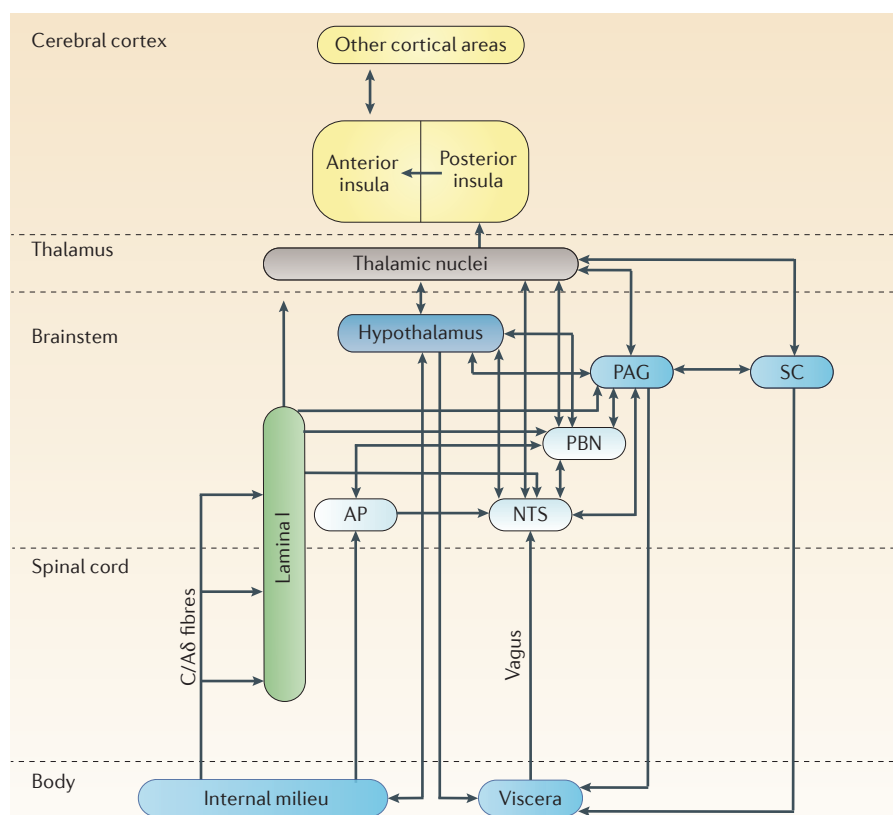 Cerebral cortex
Other cortical areas
Anterior
insula
Posterior
insula
Thalamus
Thalamic nuclei
Brainstem
Hypothalamus
PAG
SC
PBN
AP
NTS
Lamina I
Spinal cord
C/Aδ fibres
Vagus
Body
Internal milieu
Viscera